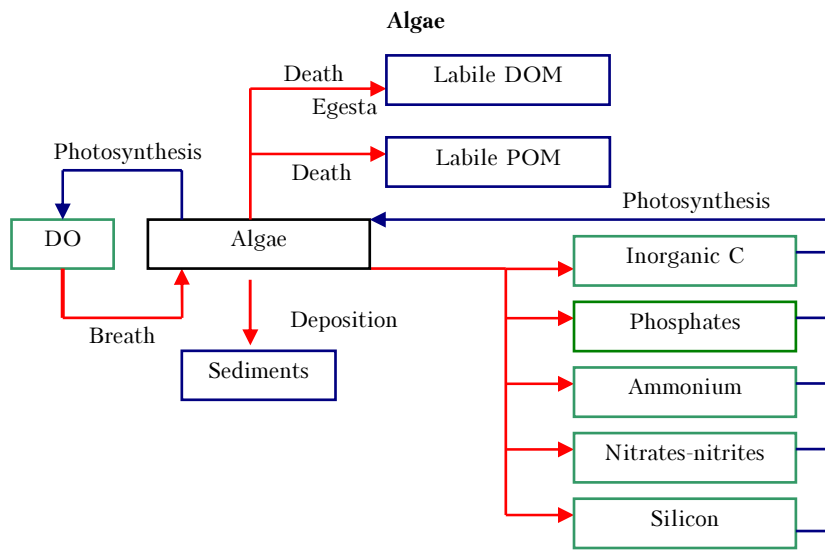 Algae
Death
Labile DOM
Egesta
Photosynthesis
Labile POM
Death
Photosynthesis
DO
Algae
Inorganic C
Breath
Deposition
Phosphates
Sediments
Ammonium
Nitrates-nitrites
Silicon